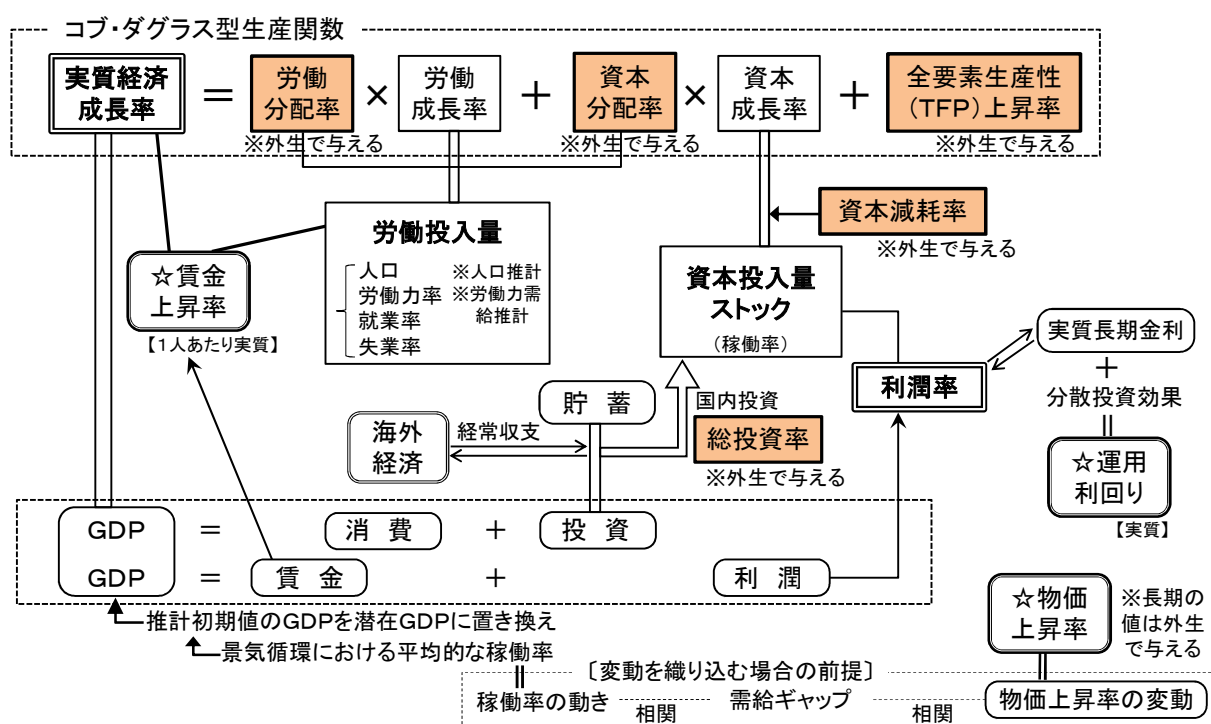 コブ・ダグラス型生産関数
実質経済
成長率
＝
労働
分配率
×
労働
成長率
＋
資本
分配率
×
資本
成長率
＋
全要素生産性
(TFP)上昇率
※外生で与える
※外生で与える
※外生で与える
資本減耗率
※外生で与える
労働投入量
人口
労働力率
就業率
失業率
※人口推計
※労働力需
給推計
☆賃金
上昇率
【1人あたり実質】
資本投入量
ストック
(稼働率)
実質長期金利
＋
分散投資効果
☆運用
利回り
【実質】
利潤率
貯 蓄
国内投資
総投資率
※外生で与える
海外
経済
経常収支
GDP ＝ 消 費 ＋ 投 資
GDP ＝ 賃 金 ＋ 利 潤
推計初期値のGDPを潜在GDPに置き換え
景気循環における平均的な稼働率
☆物価
上昇率
※長期の
値は外生
で与える
〔変動を織り込む場合の前提〕
稼働率の動き
相関
需給ギャップ
相関
物価上昇率の変動